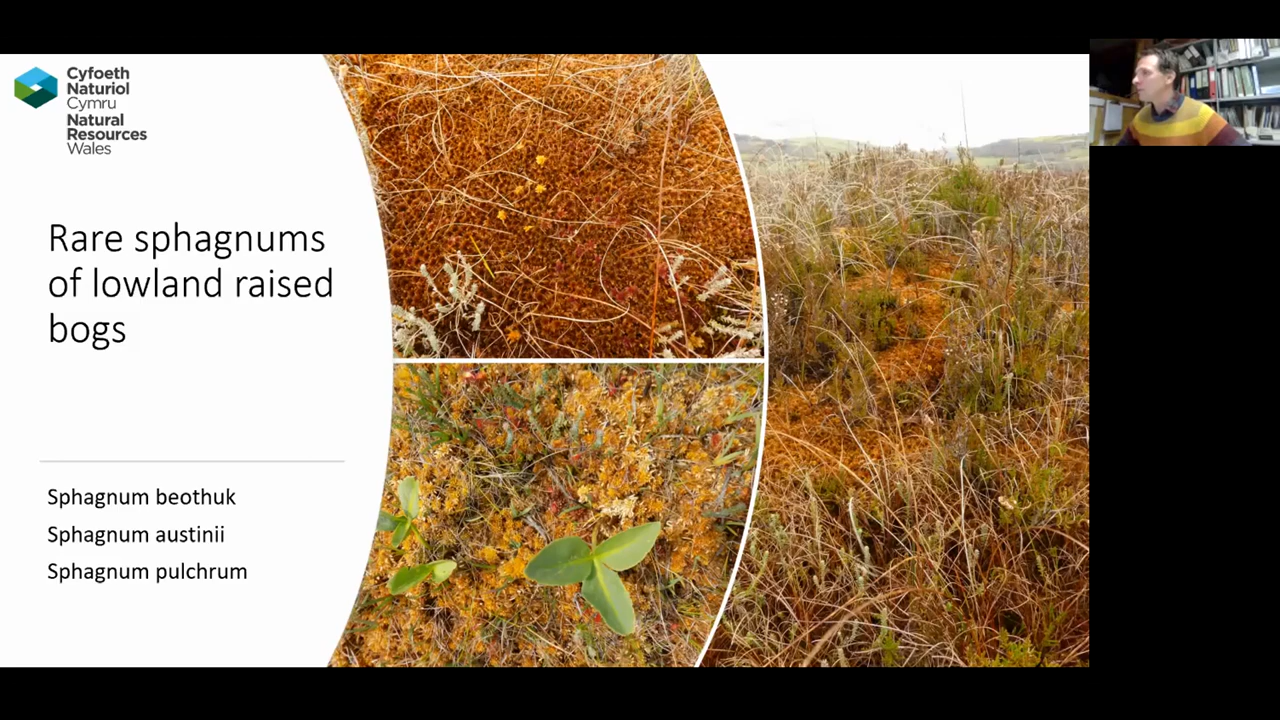 Cyfoeth
Naturiol
Cymru
Natural
Resources
Wales
Rare sphagnums
of lowland raised
bogs
Sphagnum beothuk
Sphagnum austinii
Sphagnum pulchrum